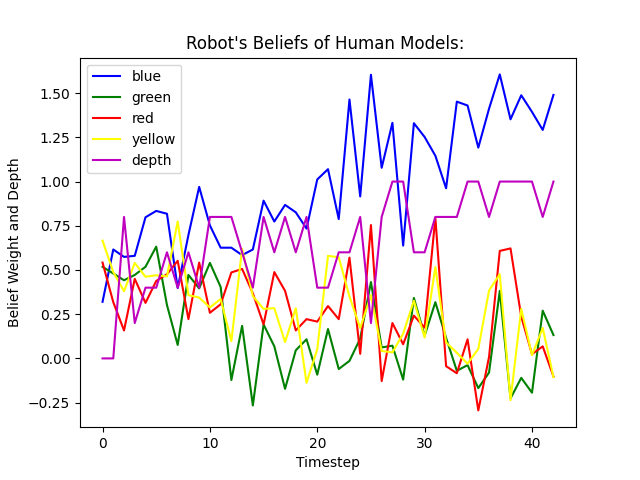 Robot's Beliefs of Human Models:
blue
green
red
yellow
depth
Belief Weight and Depth
1.50
1.25
1.00
0.75
0.50
0.25
0.00
−0.25
0
10
20
30
40
Timestep